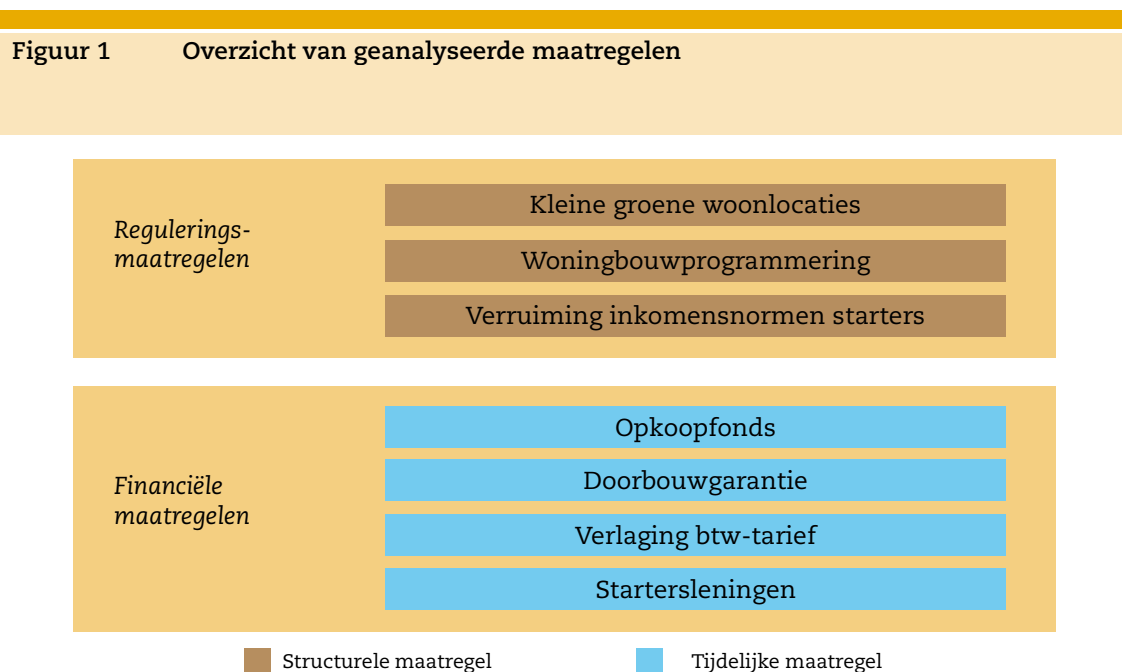 Figuur 1 Overzicht van geanalyseerde maatregelen
Regulerings-
maatregelen
Kleine groene woonlocaties
Woningbouwprogrammering
Verruiming inkomensnormen starters
Financiële
maatregelen
Opkoopfonds
Doorbouwgarantie
Verlaging btw-tarief
Startersleningen
Structurele maatregel Tijdelijke maatregel